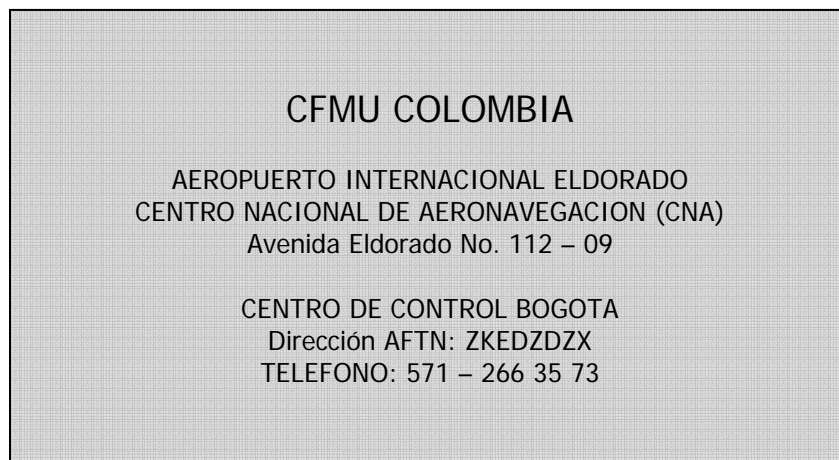 CFMU COLOMBIA
AEROPUERTO INTERNACIONAL ELDORADO
CENTRO NACIONAL DE AERONAVEGACION (CNA)
Avenida Eldorado No. 112 – 09
CENTRO DE CONTROL BOGOTA
Dirección AFTN: ZKEDZDZX
TELEFONO: 571 – 266 35 73